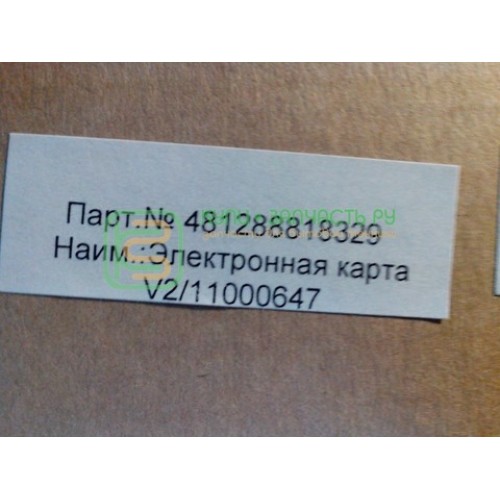 Парт.№ 481288818329
Наим.:Электронная карта
V2/11000647